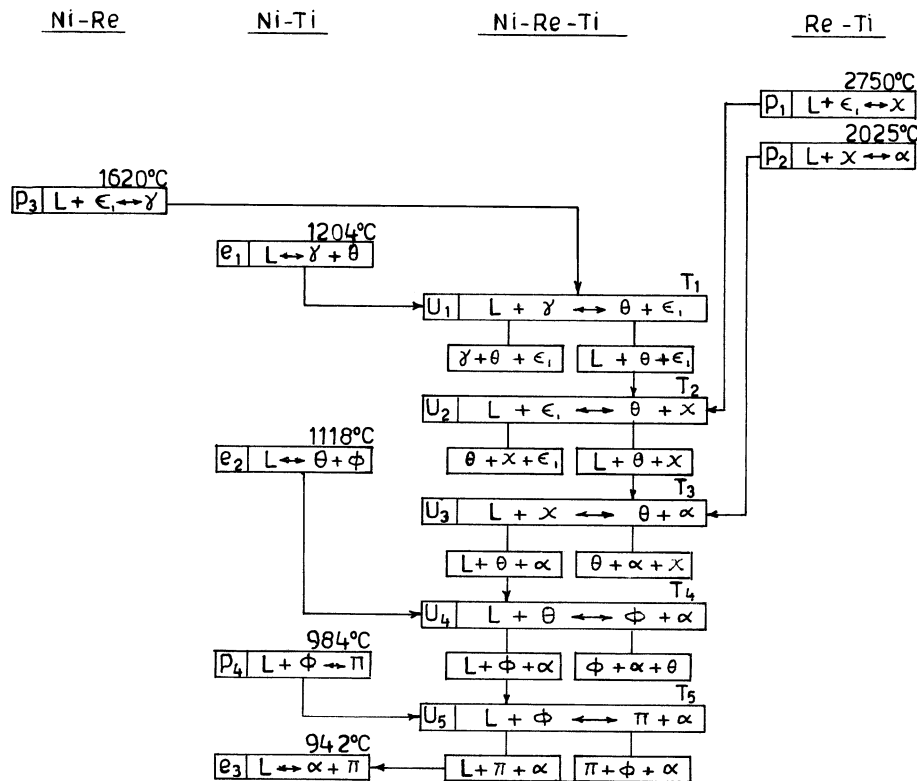 Ni-Re Ni-Ti Ni-Re-Ti Re-Ti
2750°C
P₁ L + ϵ₁ ↔ χ
2025°C
P₂ L + χ ↔ α
1620°C
P₃ L + ϵ₁ ↔ γ
1204°C
e₁ L ↔ γ + θ
T₁
U₁ L + γ ↔ θ + ϵ₁
γ + θ + ϵ₁ L + θ + ϵ₁
T₂
U₂ L + ϵ₁ ↔ θ + χ
1118°C
e₂ L ↔ θ + ϕ
θ + χ + ϵ₁ L + θ + χ
T₃
U₃ L + χ ↔ θ + α
L + θ + α θ + α + χ
T₄
U₄ L + θ ↔ ϕ + α
984°C
P₄ L + ϕ ↔ π
L + ϕ + α ϕ + α + θ
T₅
U₅ L + ϕ ↔ π + α
942°C
e₃ L ↔ α + π
L + π + α π + ϕ + α